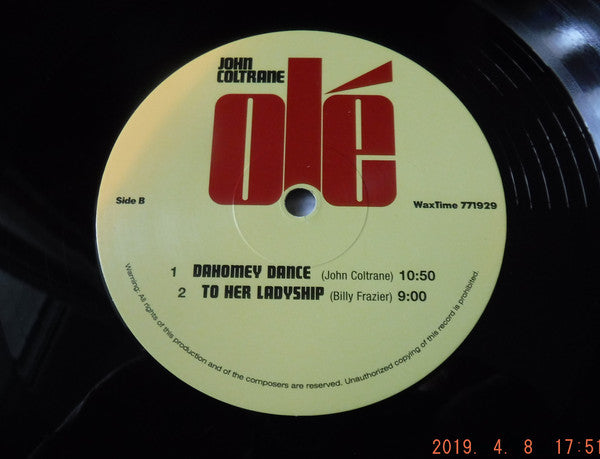 JOHN
COLTRANE
olé
Side B
WaxTime 771929
1 DAHOMEY DANCE (John Coltrane) 10:50
2 TO HER LADYSHIP (Billy Frazier) 9:00
Warning: All rights of this production and of the composers are reserved. Unauthorized copying of this record is prohibited.
2019. 4. 8 17:51